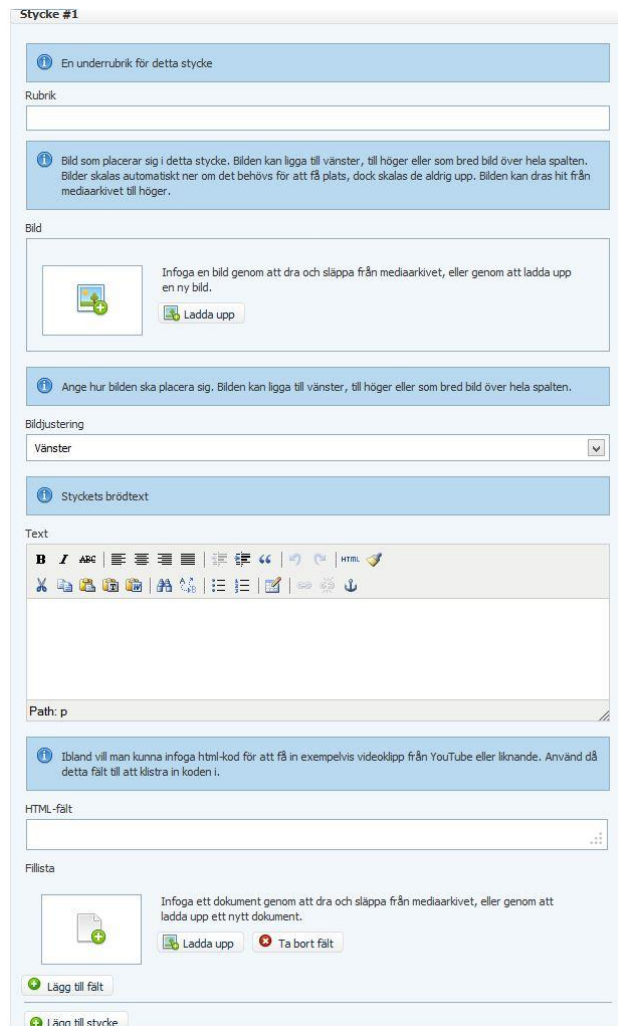 Stycke #1
En underrubrik för detta stycke
Rubrik
Bild som placerar sig i detta stycke. Bilden kan ligga till vänster, till höger eller som bred bild över hela spalten.
Bilder skalas automatiskt ner om det behövs för att få plats, dock skalas de aldrig upp. Bilden kan dras hit från
mediaarkivet till höger.
Bild
Infoga en bild genom att dra och släppa från mediaarkivet, eller genom att ladda upp
en ny bild.
Ladda upp
Ange hur bilden ska placera sig. Bilden kan ligga till vänster, till höger eller som bred bild över hela spalten.
Bildjustering
Vänster
Styckets brödtext
Text
B I ABC HTML
Path: p
Ibland vill man kunna infoga html-kod för att få in exempelvis videoklipp från YouTube eller liknande. Använd då
detta fält till att klistra in koden i.
HTML-fält
Fillista
Infoga ett dokument genom att dra och släppa från mediaarkivet, eller genom att
ladda upp ett nytt dokument.
Ladda upp Ta bort fält
Lägg till fält
Lägg till stycke